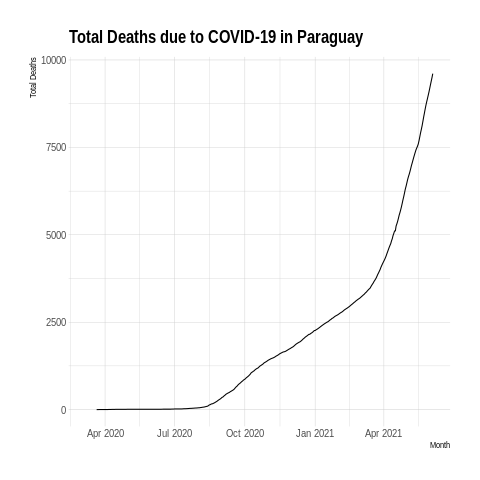 Total Deaths due to COVID-19 in Paraguay
Total Deaths
10000
7500
5000
2500
0
Apr 2020 Jul 2020 Oct 2020 Jan 2021 Apr 2021
Month